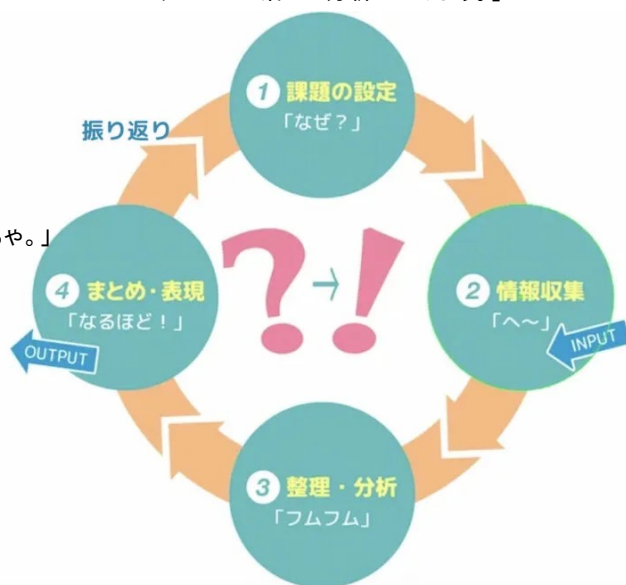 ① 課題の設定
「なぜ？」
振り返り
や。」
④ まとめ・表現
「なるほど！」
OUTPUT
?→!
② 情報収集
「へ～」
INPUT
③ 整理・分析
「フムフム」